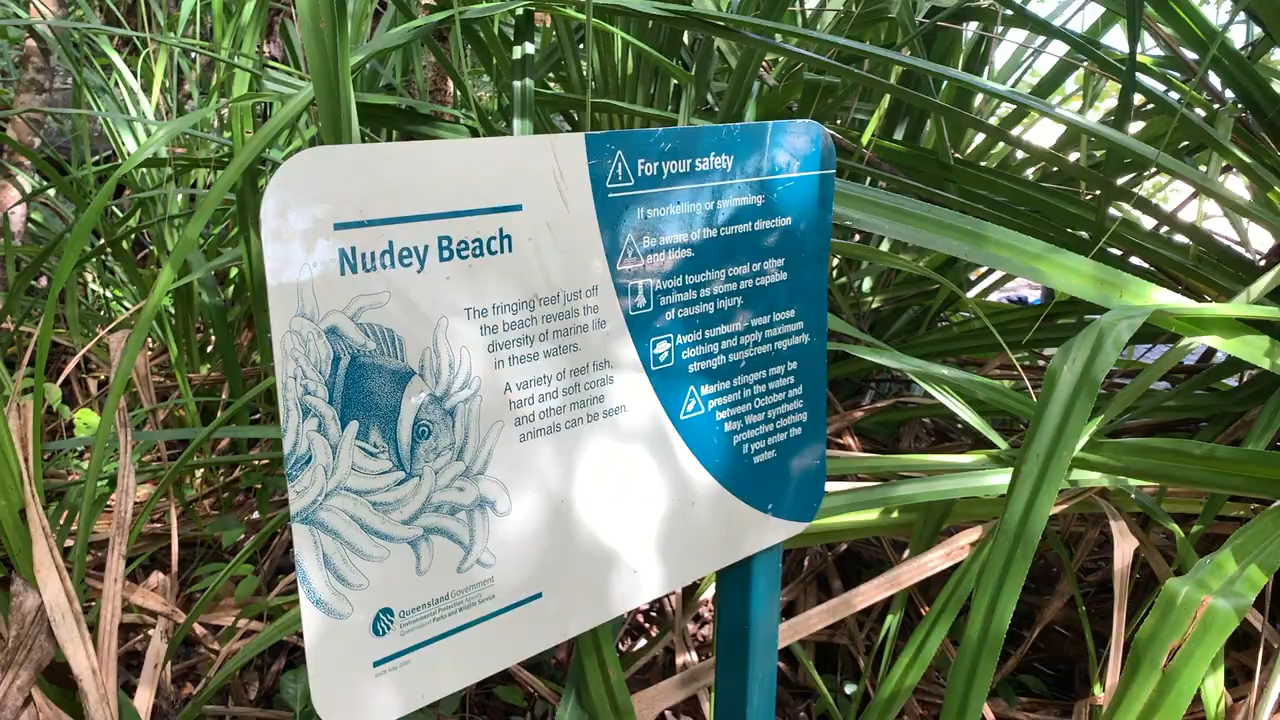 Nudey Beach
The fringing reef just off
the beach reveals the
diversity of marine life
in these waters.
A variety of reef fish,
hard and soft corals
and other marine
animals can be seen.
Queensland Government
Environmental Protection Agency
Queensland Parks and Wildlife Service
For your safety
If snorkelling or swimming:
Be aware of the current direction
and tides.
Avoid touching coral or other
animals as some are capable
of causing injury.
Avoid sunburn – wear loose
clothing and apply maximum
strength sunscreen regularly.
Marine stingers may be
present in the waters
between October and
May. Wear synthetic
protective clothing
if you enter the
water.